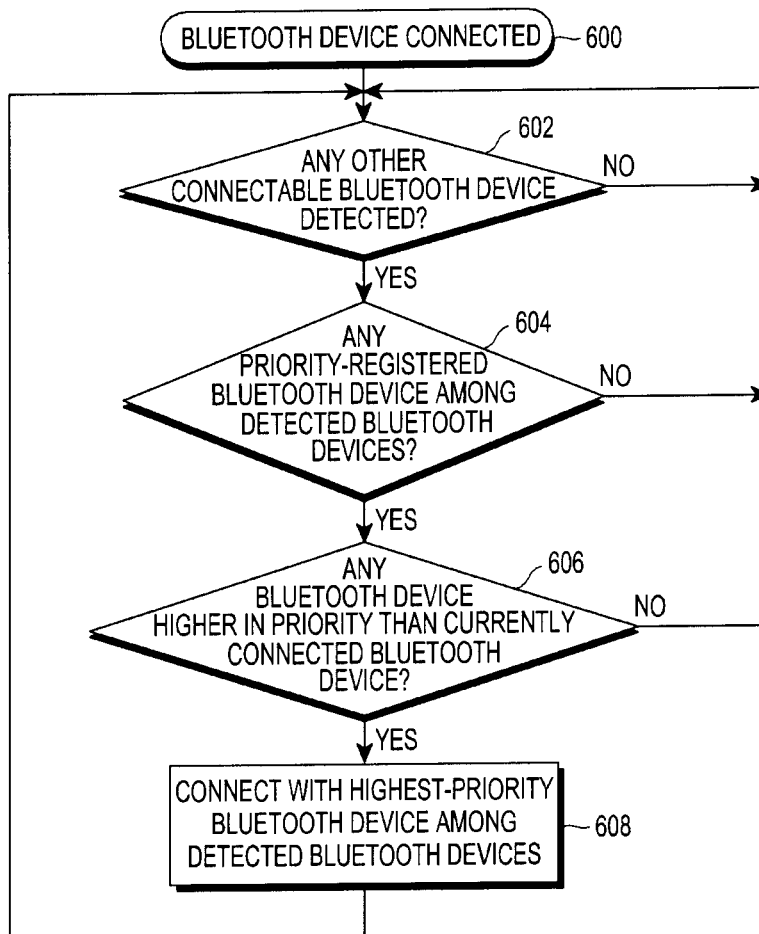 BLUETOOTH DEVICE CONNECTED
600
602
ANY OTHER
CONNECTABLE BLUETOOTH DEVICE
DETECTED?
NO
YES
604
ANY
PRIORITY-REGISTERED
BLUETOOTH DEVICE AMONG
DETECTED BLUETOOTH
DEVICES?
NO
YES
606
ANY
BLUETOOTH DEVICE
HIGHER IN PRIORITY THAN CURRENTLY
CONNECTED BLUETOOTH
DEVICE?
NO
YES
CONNECT WITH HIGHEST-PRIORITY
BLUETOOTH DEVICE AMONG
DETECTED BLUETOOTH DEVICES
608